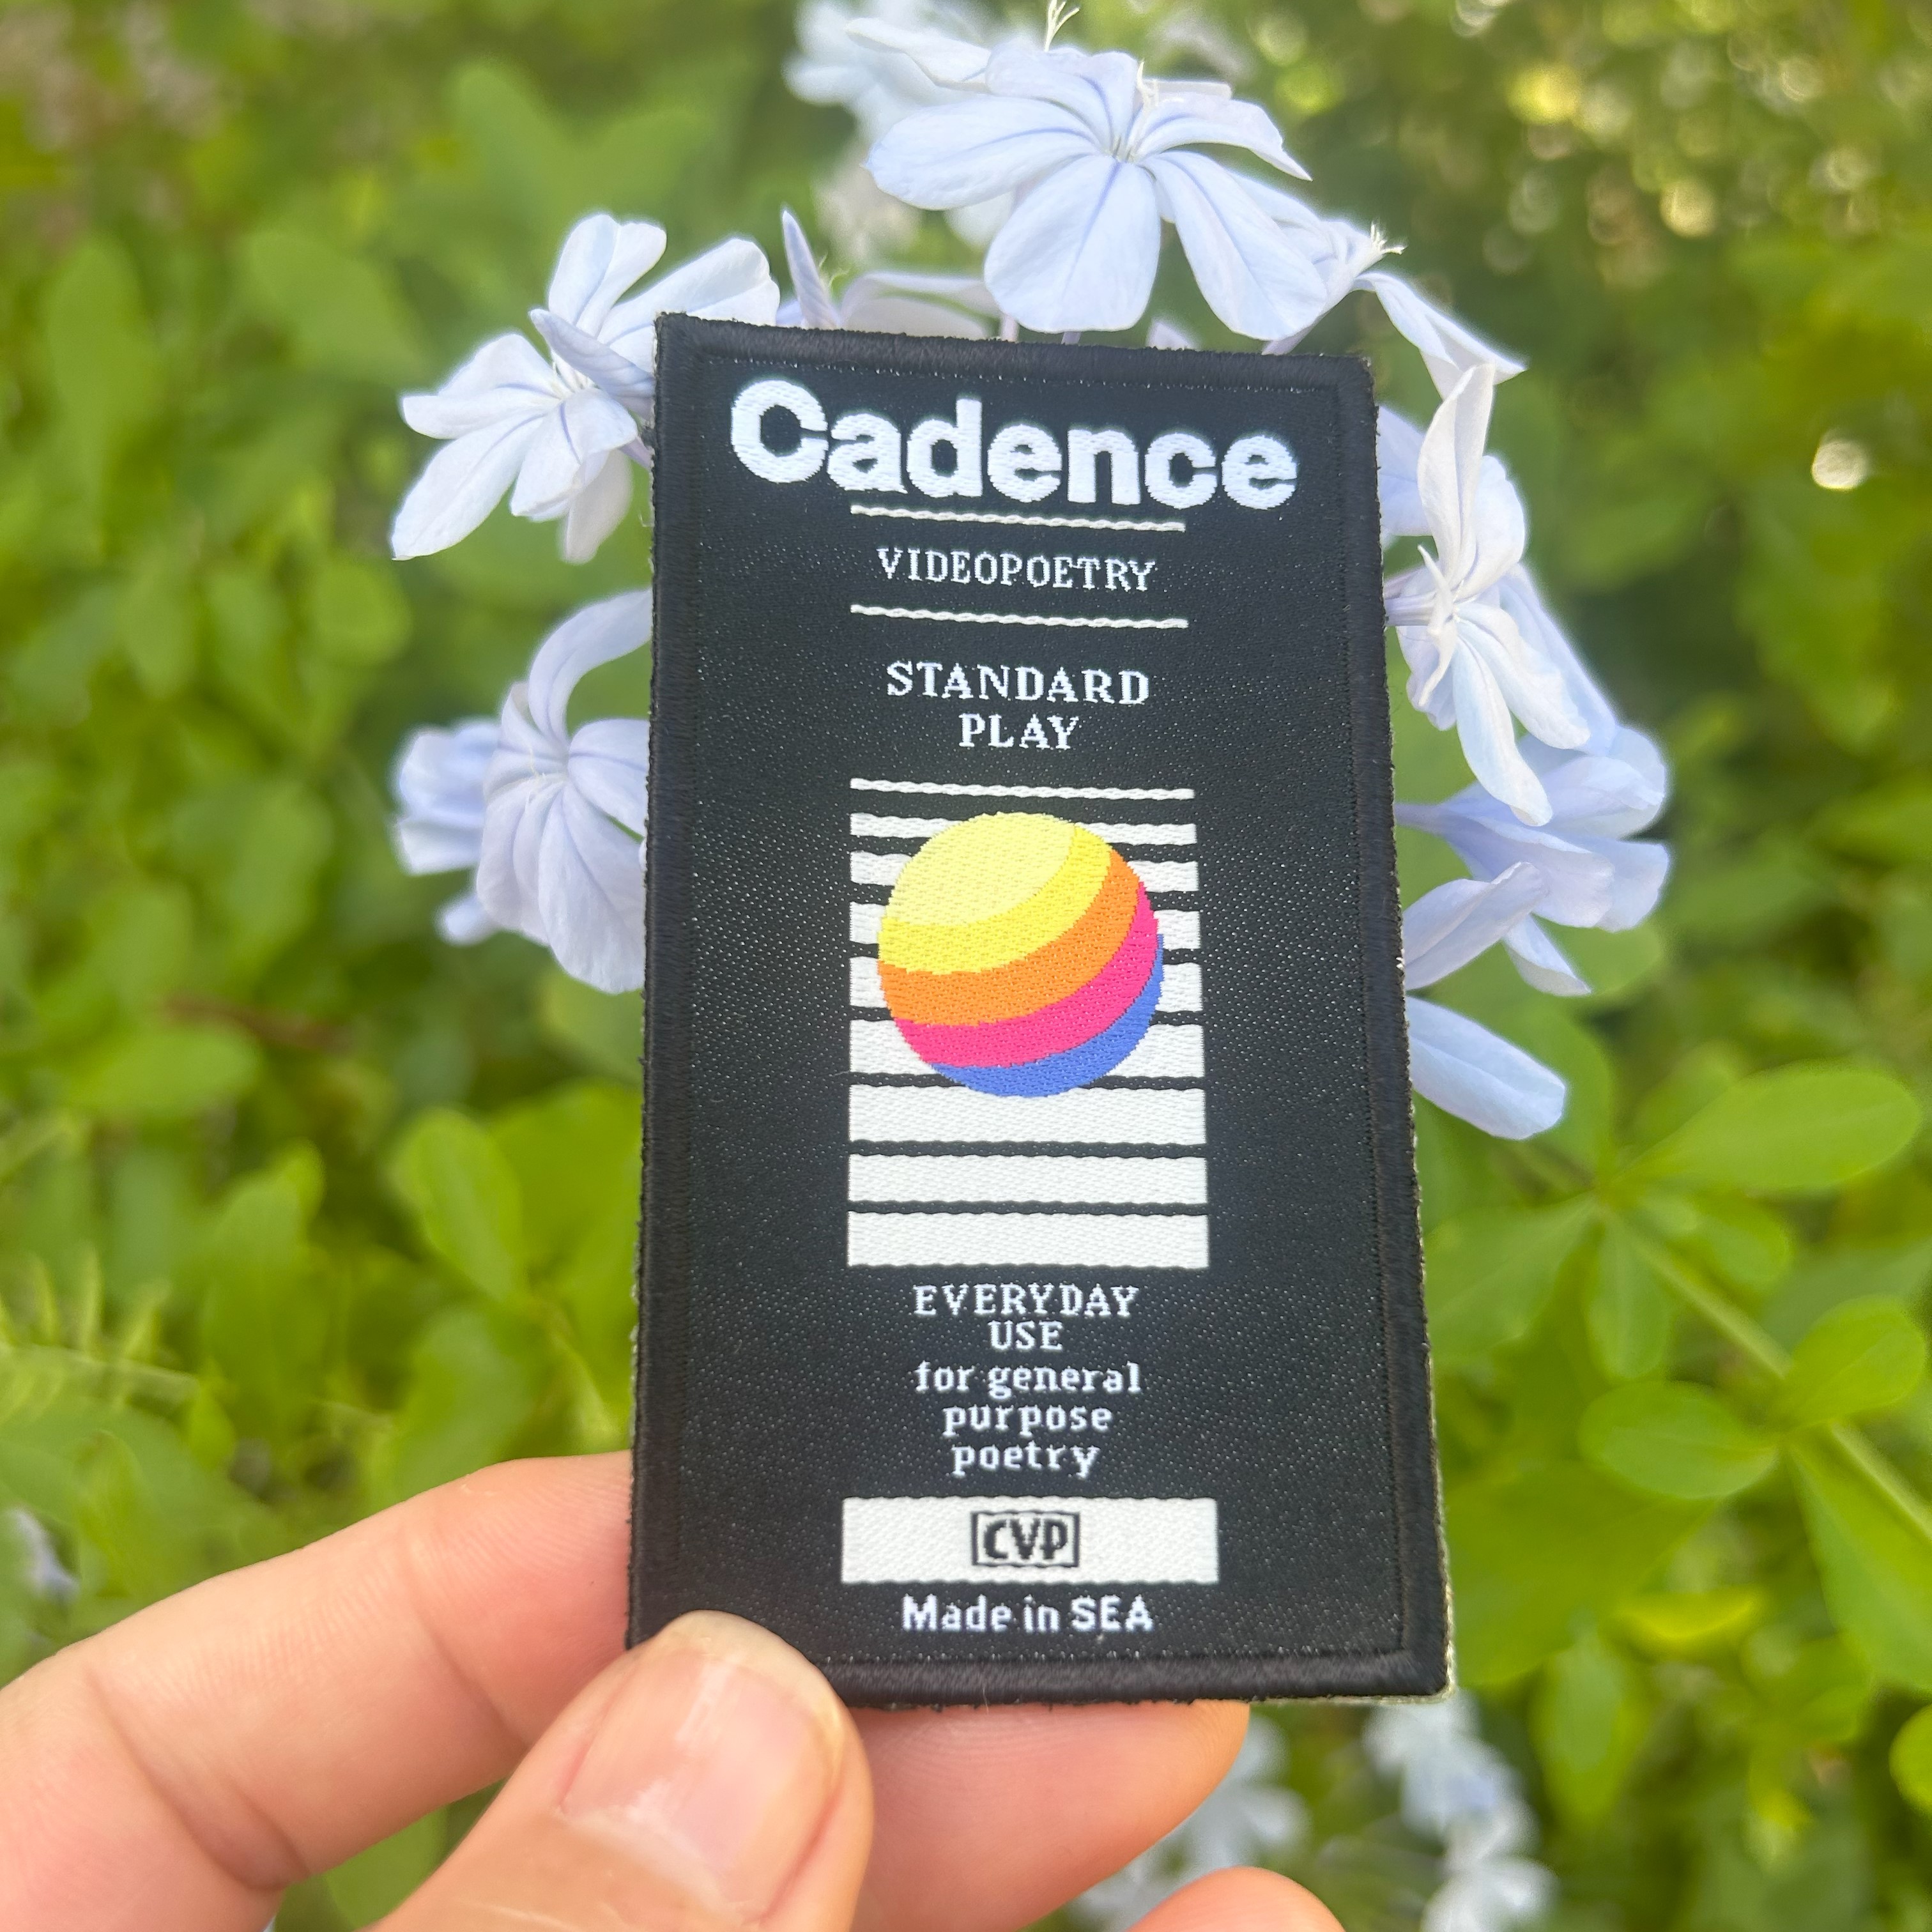 Cadence
VIDEOPOETRY
STANDARD
PLAY
EVERYDAY
USE
for general
purpose
poetry
CVP
Made in SEA